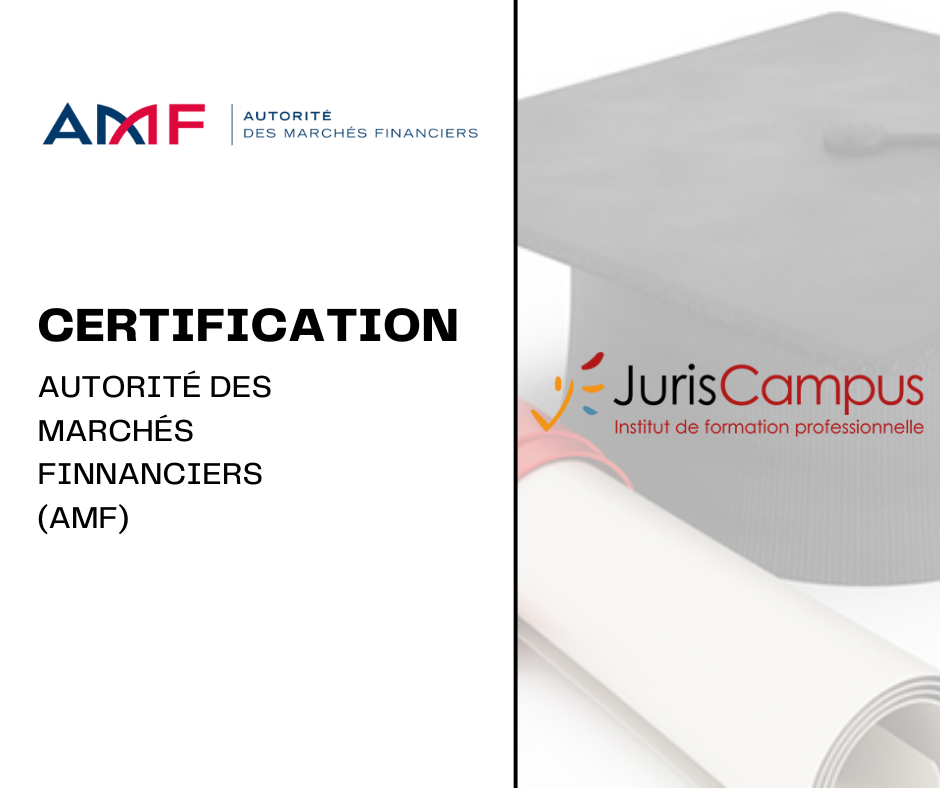 AMF
AUTORITÉ
DES MARCHÉS FINANCIERS
CERTIFICATION
AUTORITÉ DES
MARCHÉS
FINNANCIERS
(AMF)
JurisCampus
Institut de formation professionnelle